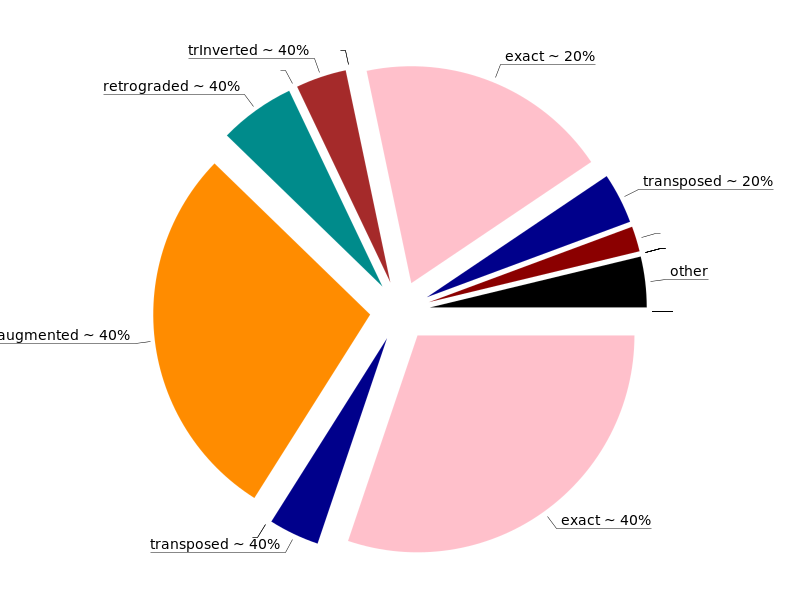 trInverted ~ 40%
exact ~ 20%
retrograded ~ 40%
transposed ~ 20%
other
augmented ~ 40%
exact ~ 40%
transposed ~ 40%